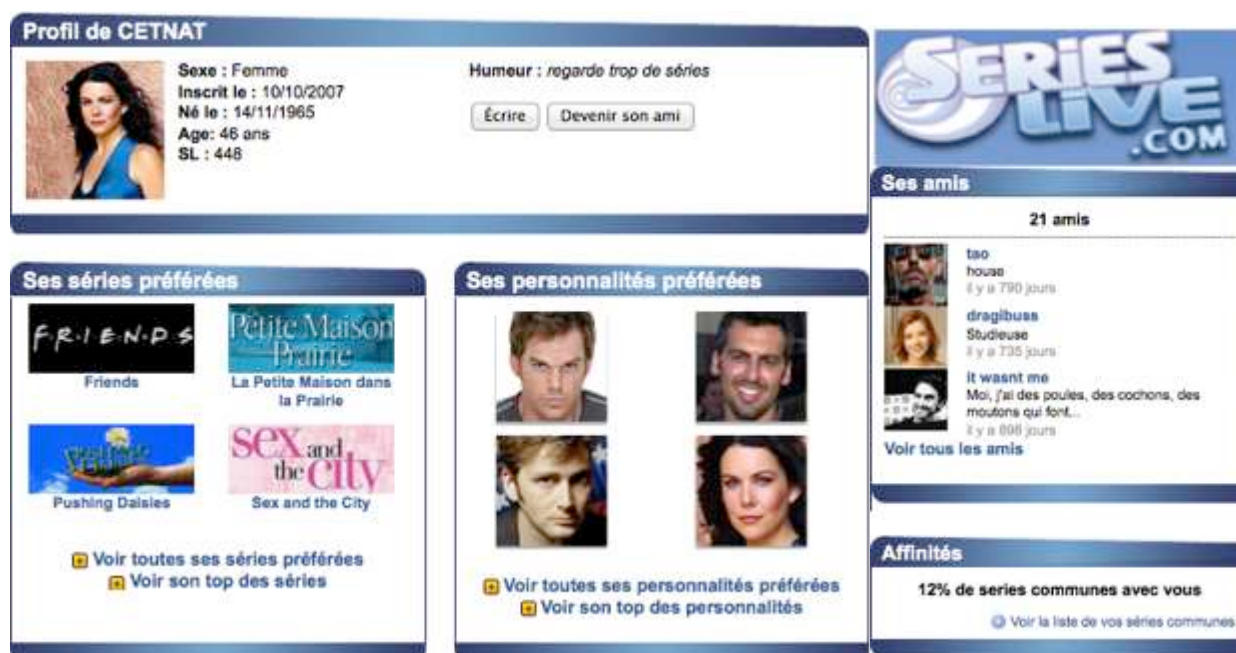 Profil de CETNAT
Sexe : Femme
Inscrit le : 10/10/2007
Né le : 14/11/1965
Age: 46 ans
SL : 448
Humeur : regarde trop de séries
Écrire
Devenir son ami
SERIES
LIVE
.COM
Ses amis
21 amis
tao
house
il y a 790 jours
dragibuss
Studieuse
il y a 735 jours
it wasnt me
Moi, j'ai des poules, des cochons, des
moutons qui font...
il y a 698 jours
Voir tous les amis
Ses séries préférées
F·R·I·E·N·D·S
Friends
Petite Maison
Prairie
La Petite Maison dans
la Prairie
Pushing Daisies
Pushing Daisies
sex and
the city
Sex and the City
Voir toutes ses séries préférées
Voir son top des séries
Ses personnalités préférées
Voir toutes ses personnalités préférées
Voir son top des personnalités
Affinités
12% de series communes avec vous
Voir la liste de vos séries communes